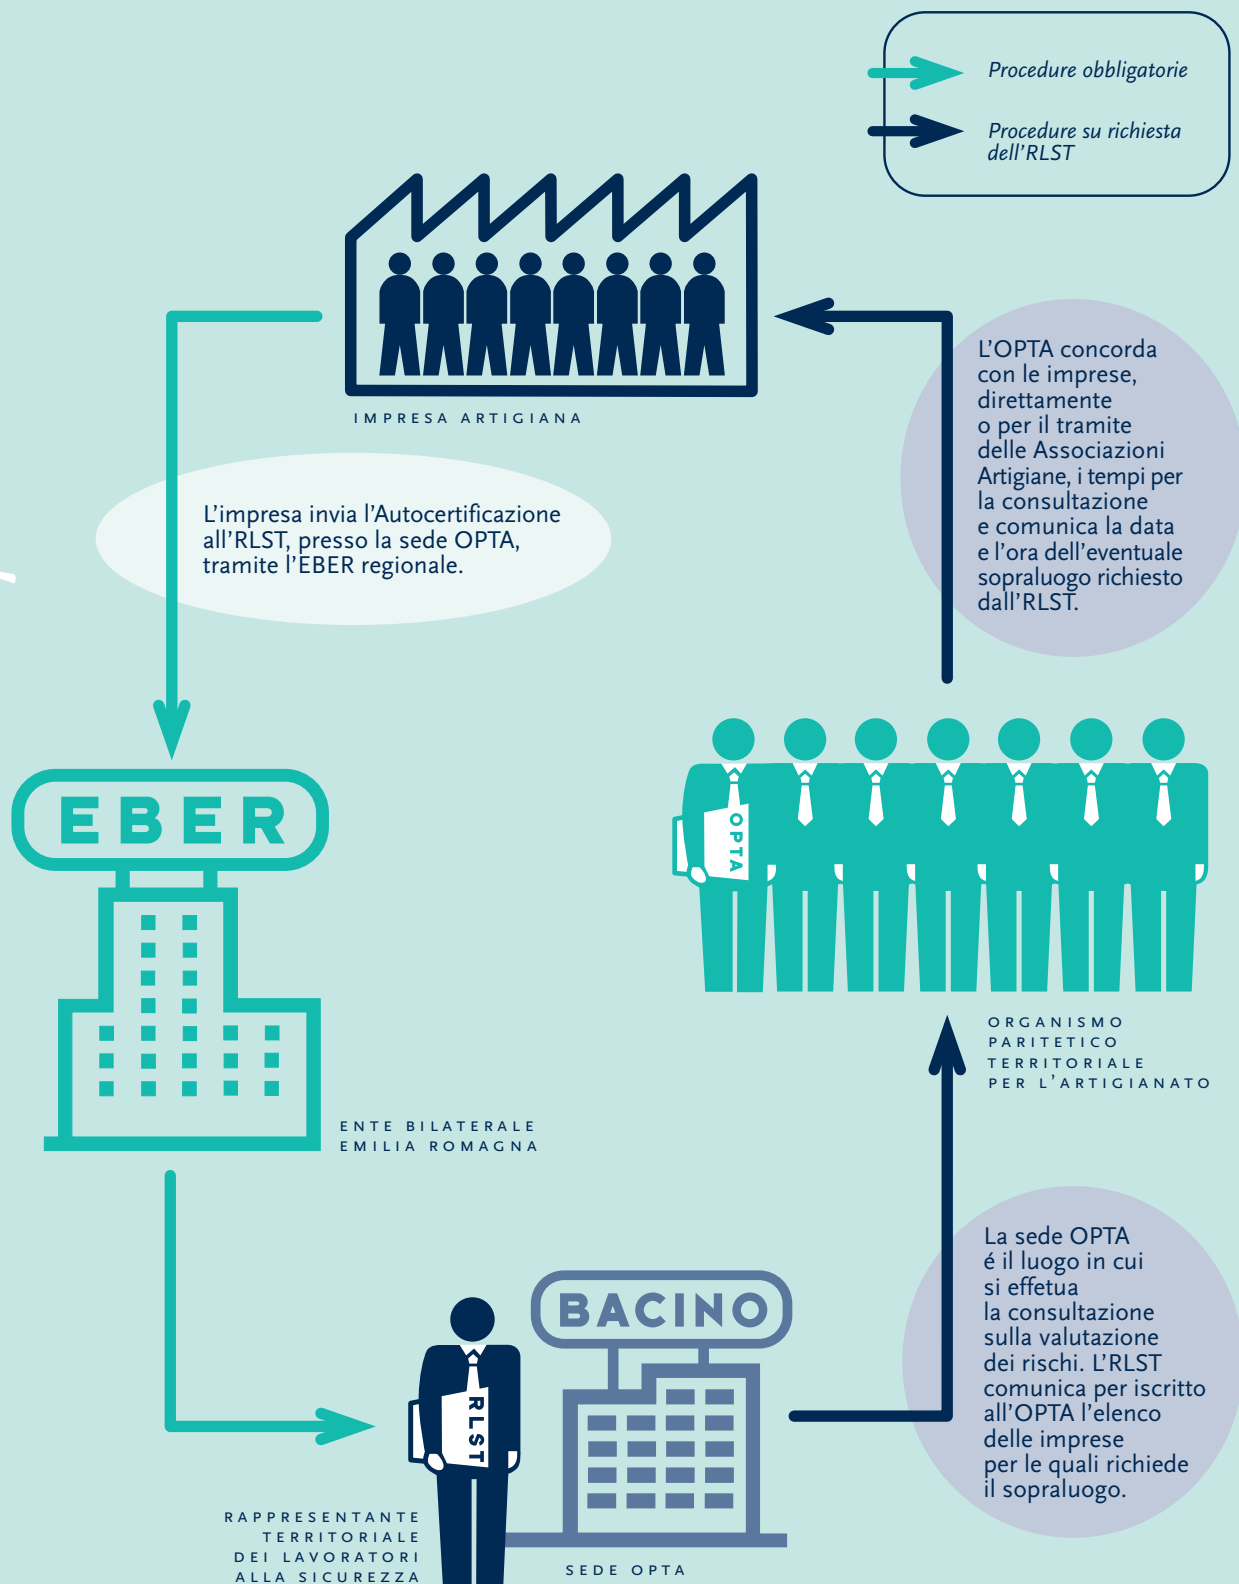 Procedure obbligatorie
Procedure su richiesta
dell'RLST
IMPRESA ARTIGIANA
L'impresa invia l'Autocertificazione
all'RLST, presso la sede OPTA,
tramite l'EBER regionale.
L'OPTA concorda
con le imprese,
direttamente
o per il tramite
delle Associazioni
Artigiane, i tempi per
la consultazione
e comunica la data
e l'ora dell'eventuale
sopraluogo richiesto
dall'RLST.
EBER
ENTE BILATERALE
EMILIA ROMAGNA
OPTA
ORGANISMO
PARITETICO
TERRITORIALE
PER L'ARTIGIANATO
La sede OPTA
é il luogo in cui
si effetua
la consultazione
sulla valutazione
dei rischi. L'RLST
comunica per iscritto
all'OPTA l'elenco
delle imprese
per le quali richiede
il sopraluogo.
BACINO
RLST
RAPPRESENTANTE
TERRITORIALE
DEI LAVORATORI
ALLA SICUREZZA
SEDE OPTA